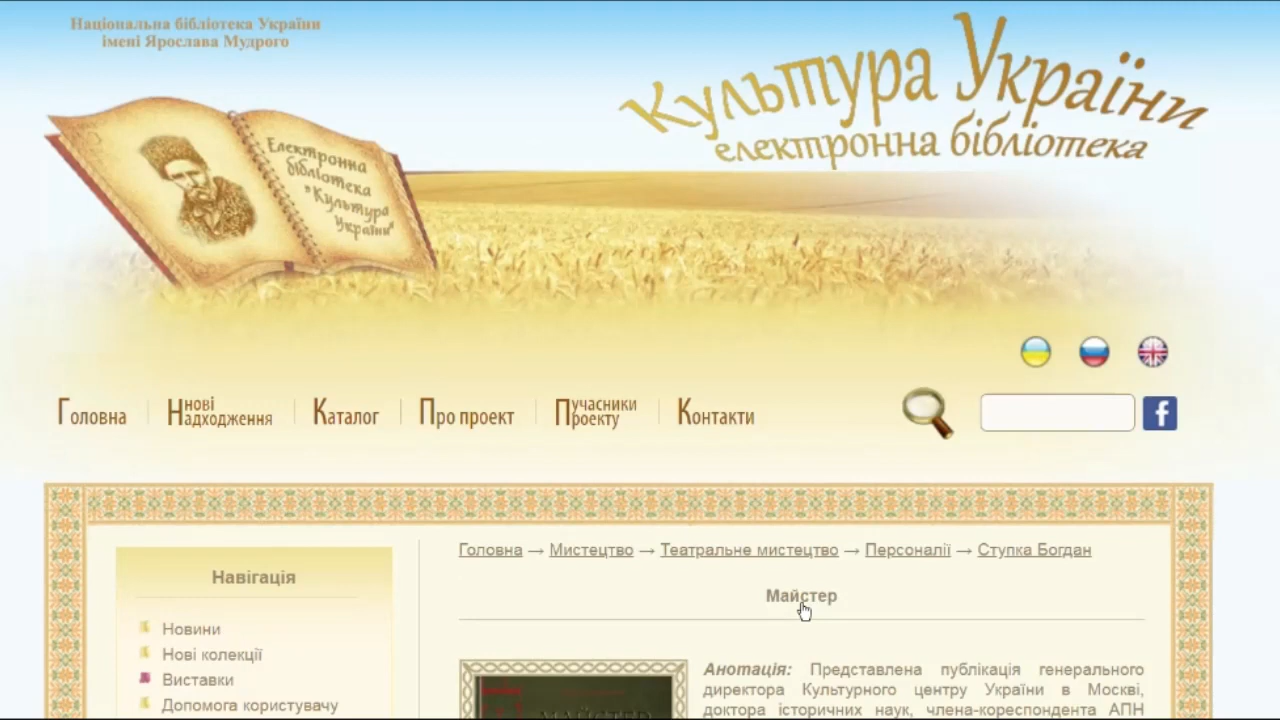 Національна бібліотека України
імені Ярослава Мудрого
Культура України
електронна бібліотека
Електронна
бібліотека
"Культура
України"
Головна
Нові Надходження
Каталог
Про проект
Учасники Проекту
Контакти
f
Головна → Мистецтво → Театральне мистецтво → Персоналії → Ступка Богдан
Навігація
Майстер
Новини
Нові колекції
Виставки
Допомога користувачу
Анотація: Представлена публікація генерального
директора Культурного центру України в Москві,
доктора історичних наук, члена-кореспондента АПН
МАЙСТЕР